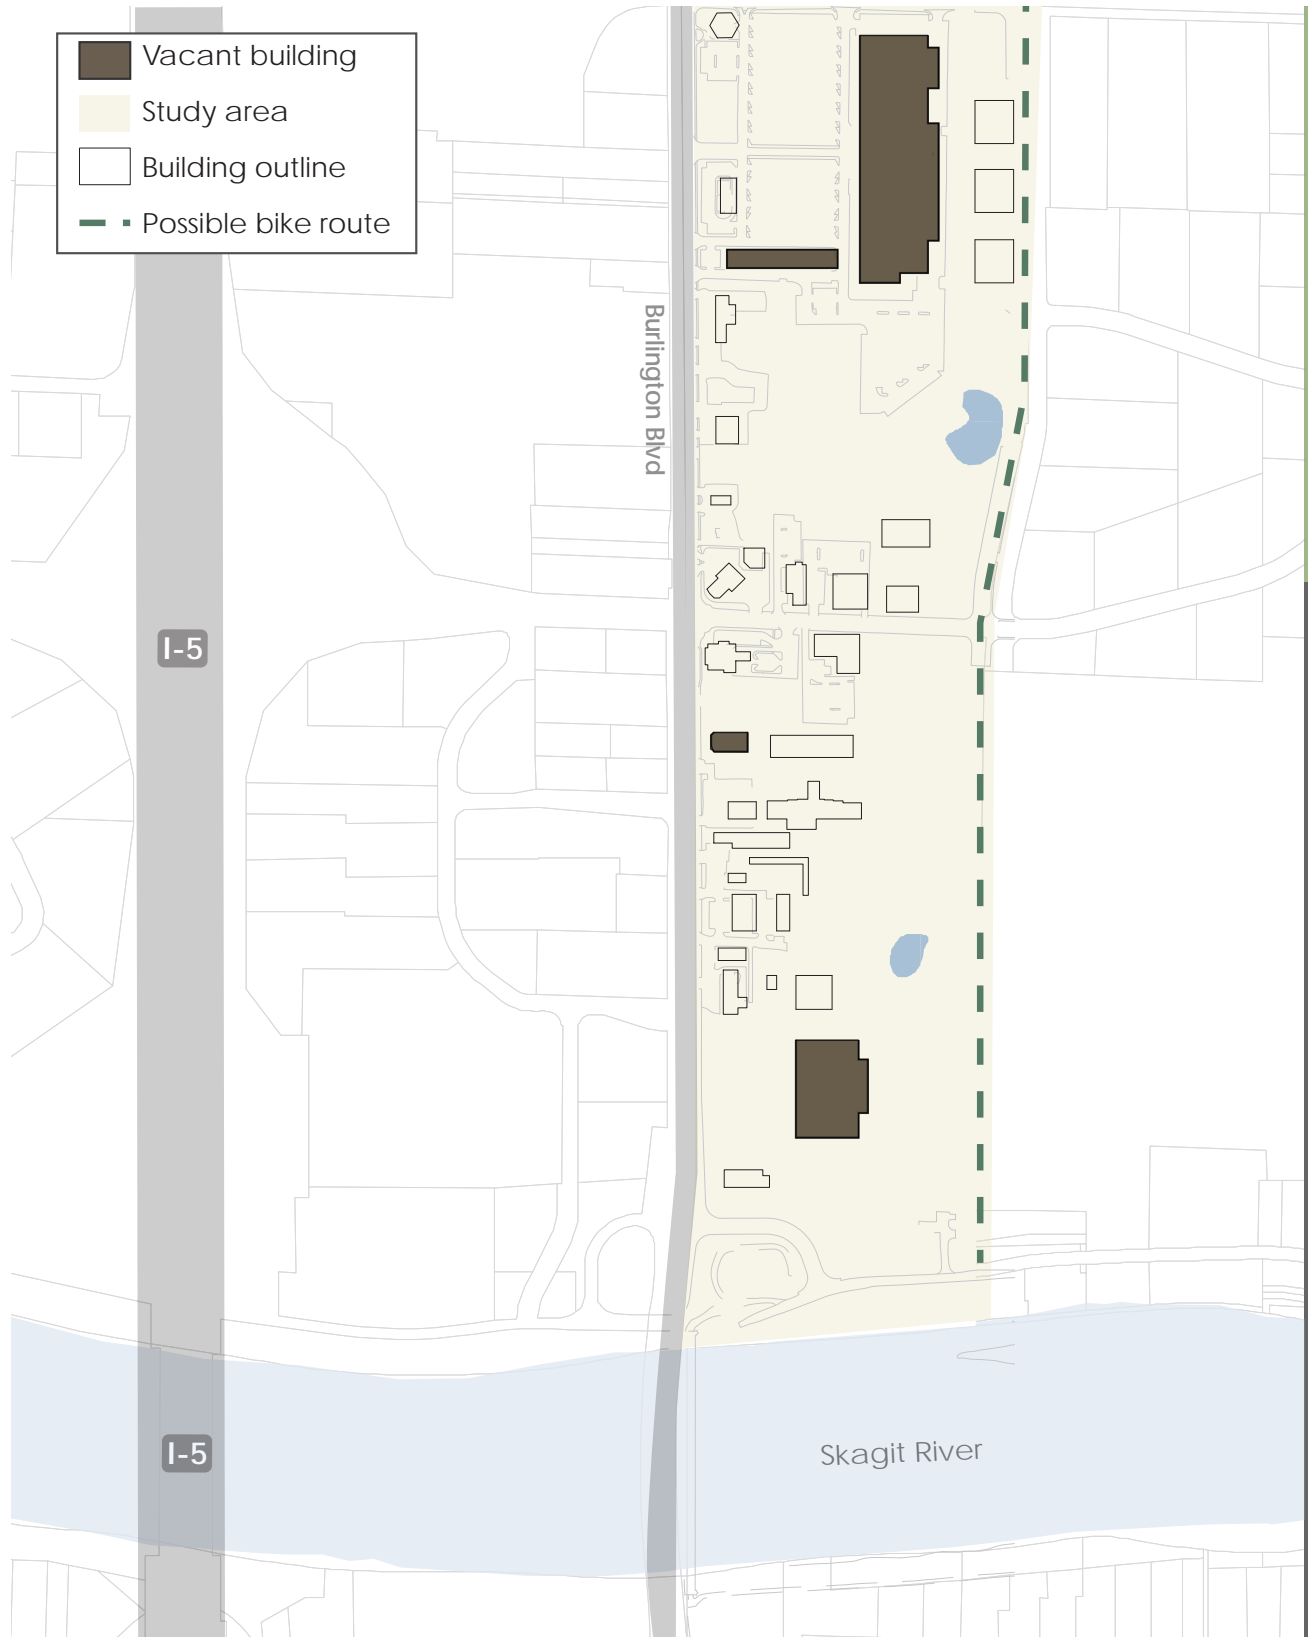 Vacant building
Study area
Building outline
Possible bike route
Burlington Blvd
I-5
I-5
Skagit River